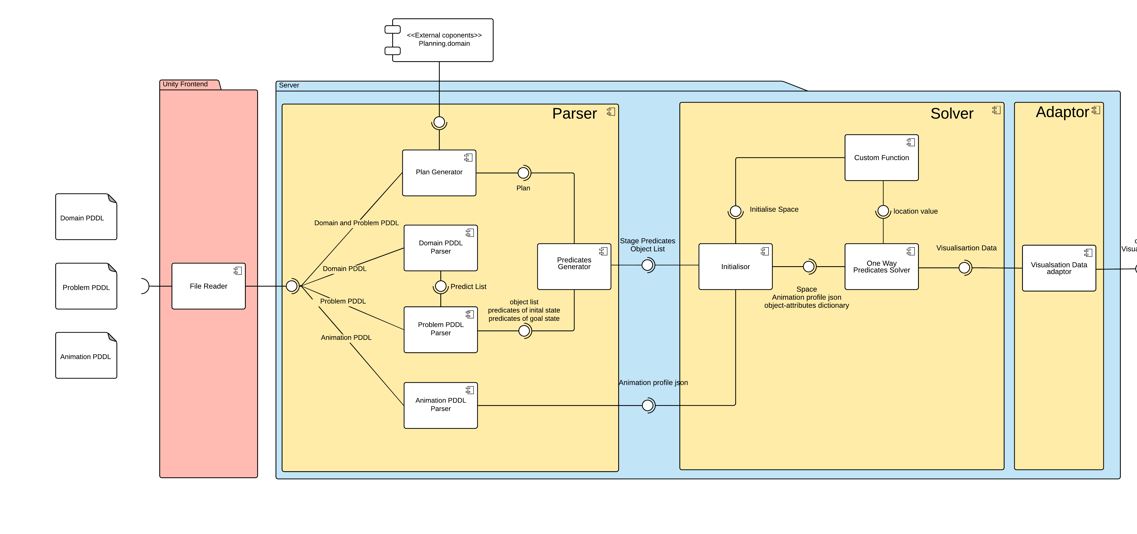 <<External coponents>>
Planning.domain
Unity Frontend
Server
Parser
Solver
Adaptor
Plan Generator
Plan
Custom Function
Domain and Problem PDDL
Initialise Space
location value
Domain PDDL
Domain PDDL
Parser
Domain PDDL
Stage Predicates
Object List
Predicates
Generator
Initialisor
One Way
Predicates Solver
Visualisartion Data
Visualsation Data
adaptor
File Reader
Problem PDDL
Predict List
Space
Animation profile json
object-attributes dictionary
Problem PDDL
object list
predicates of inital state
predicates of goal state
Problem PDDL
Parser
Animation PDDL
Animation PDDL
Animation profile json
Animation PDDL
Parser